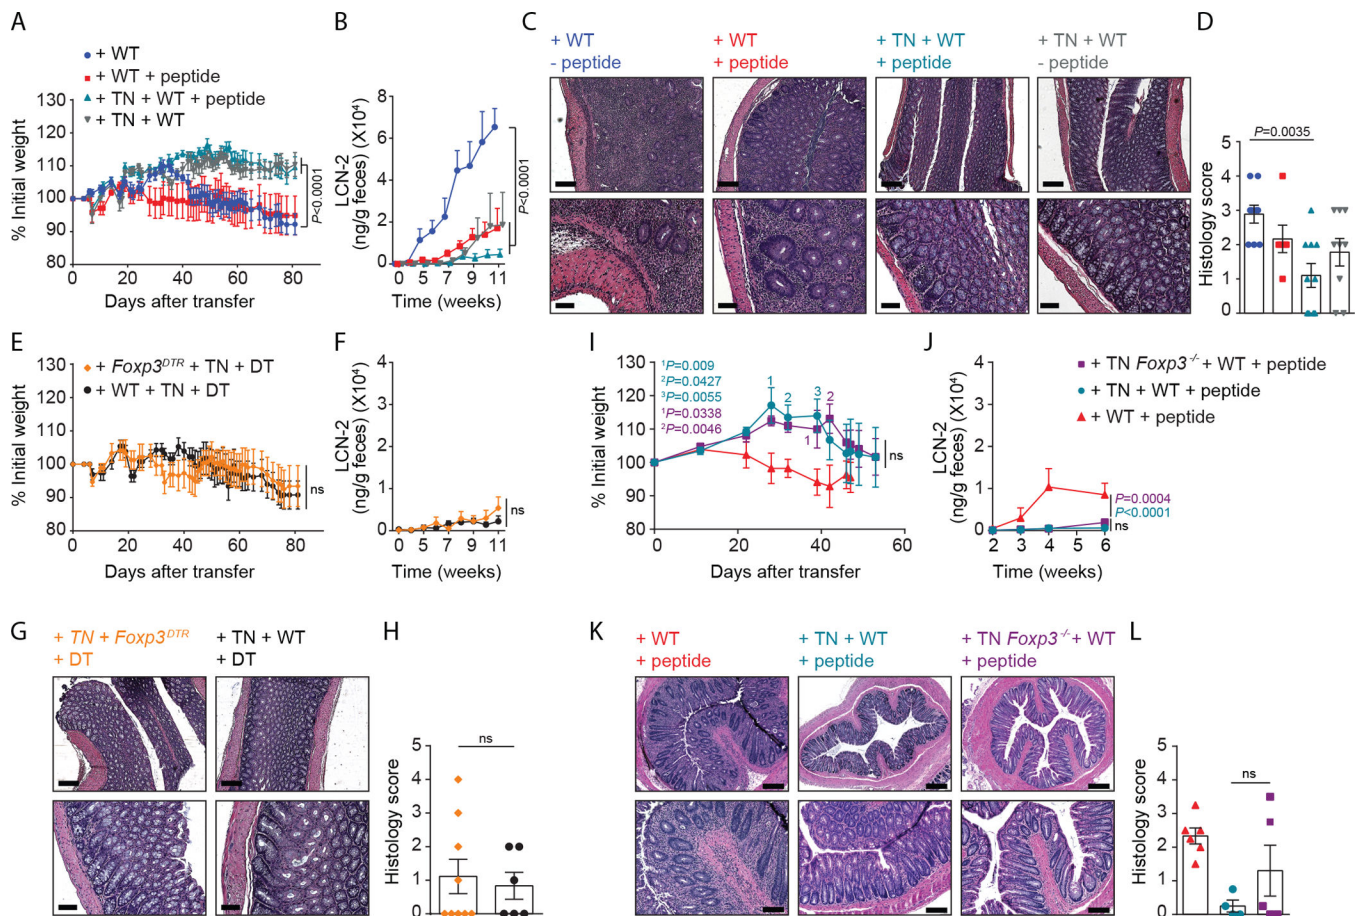 A
+ WT
+ WT + peptide
+ TN + WT + peptide
+ TN + WT
% Initial weight
130
120
110
100
90
80
0
20
40
60
80
Days after transfer
P<0.0001
B
LCN-2
(ng/g feces) (X10⁴)
8
6
4
2
0
0
5
7
9
11
Time (weeks)
P<0.0001
C
+ WT
- peptide
+ WT
+ peptide
+ TN + WT
+ peptide
+ TN + WT
- peptide
D
P=0.0035
Histology score
5
4
3
2
1
0
E
+ Foxp3ᴰᵀᴿ + TN + DT
+ WT + TN + DT
% Initial weight
130
120
110
100
90
80
0
20
40
60
80
Days after transfer
ns
F
LCN-2
(ng/g feces) (X10⁴)
4
3
2
1
0
0
5
7
9
11
Time (weeks)
ns
I
% Initial weight
130
120
110
100
90
80
¹P=0.009
²P=0.0427
³P=0.0055
¹P=0.0338
²P=0.0046
1
2
3
2
1
ns
0
20
40
60
Days after transfer
J
LCN-2
(ng/g feces) (X10⁴)
4
3
2
1
0
+ TN Foxp3⁻/⁻ + WT + peptide
+ TN + WT + peptide
+ WT + peptide
P=0.0004
P<0.0001
ns
2
3
4
5
6
Time (weeks)
G
+ TN + Foxp3ᴰᵀᴿ
+ DT
+ TN + WT
+ DT
H
ns
Histology score
5
4
3
2
1
0
K
+ WT
+ peptide
+ TN + WT
+ peptide
+ TN Foxp3⁻/⁻ + WT
+ peptide
L
ns
Histology score
5
4
3
2
1
0